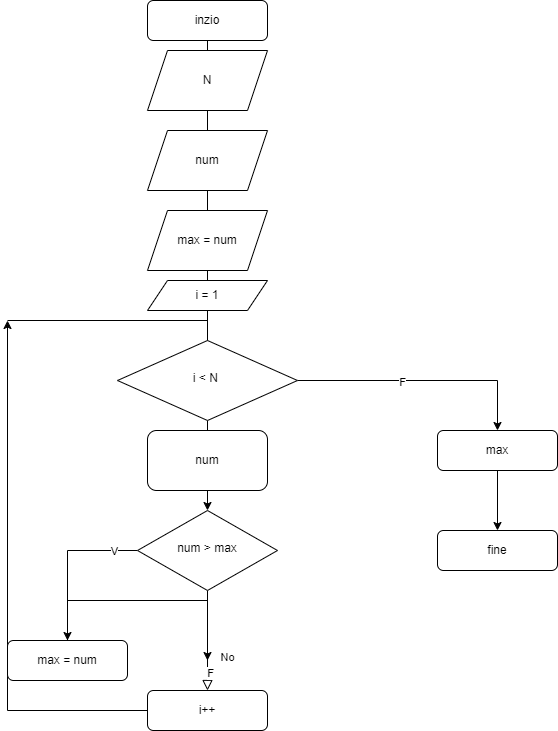 inzio
N
num
max = num
i = 1
i < N
F
num
max
num > max
V
fine
max = num
No
F
i++